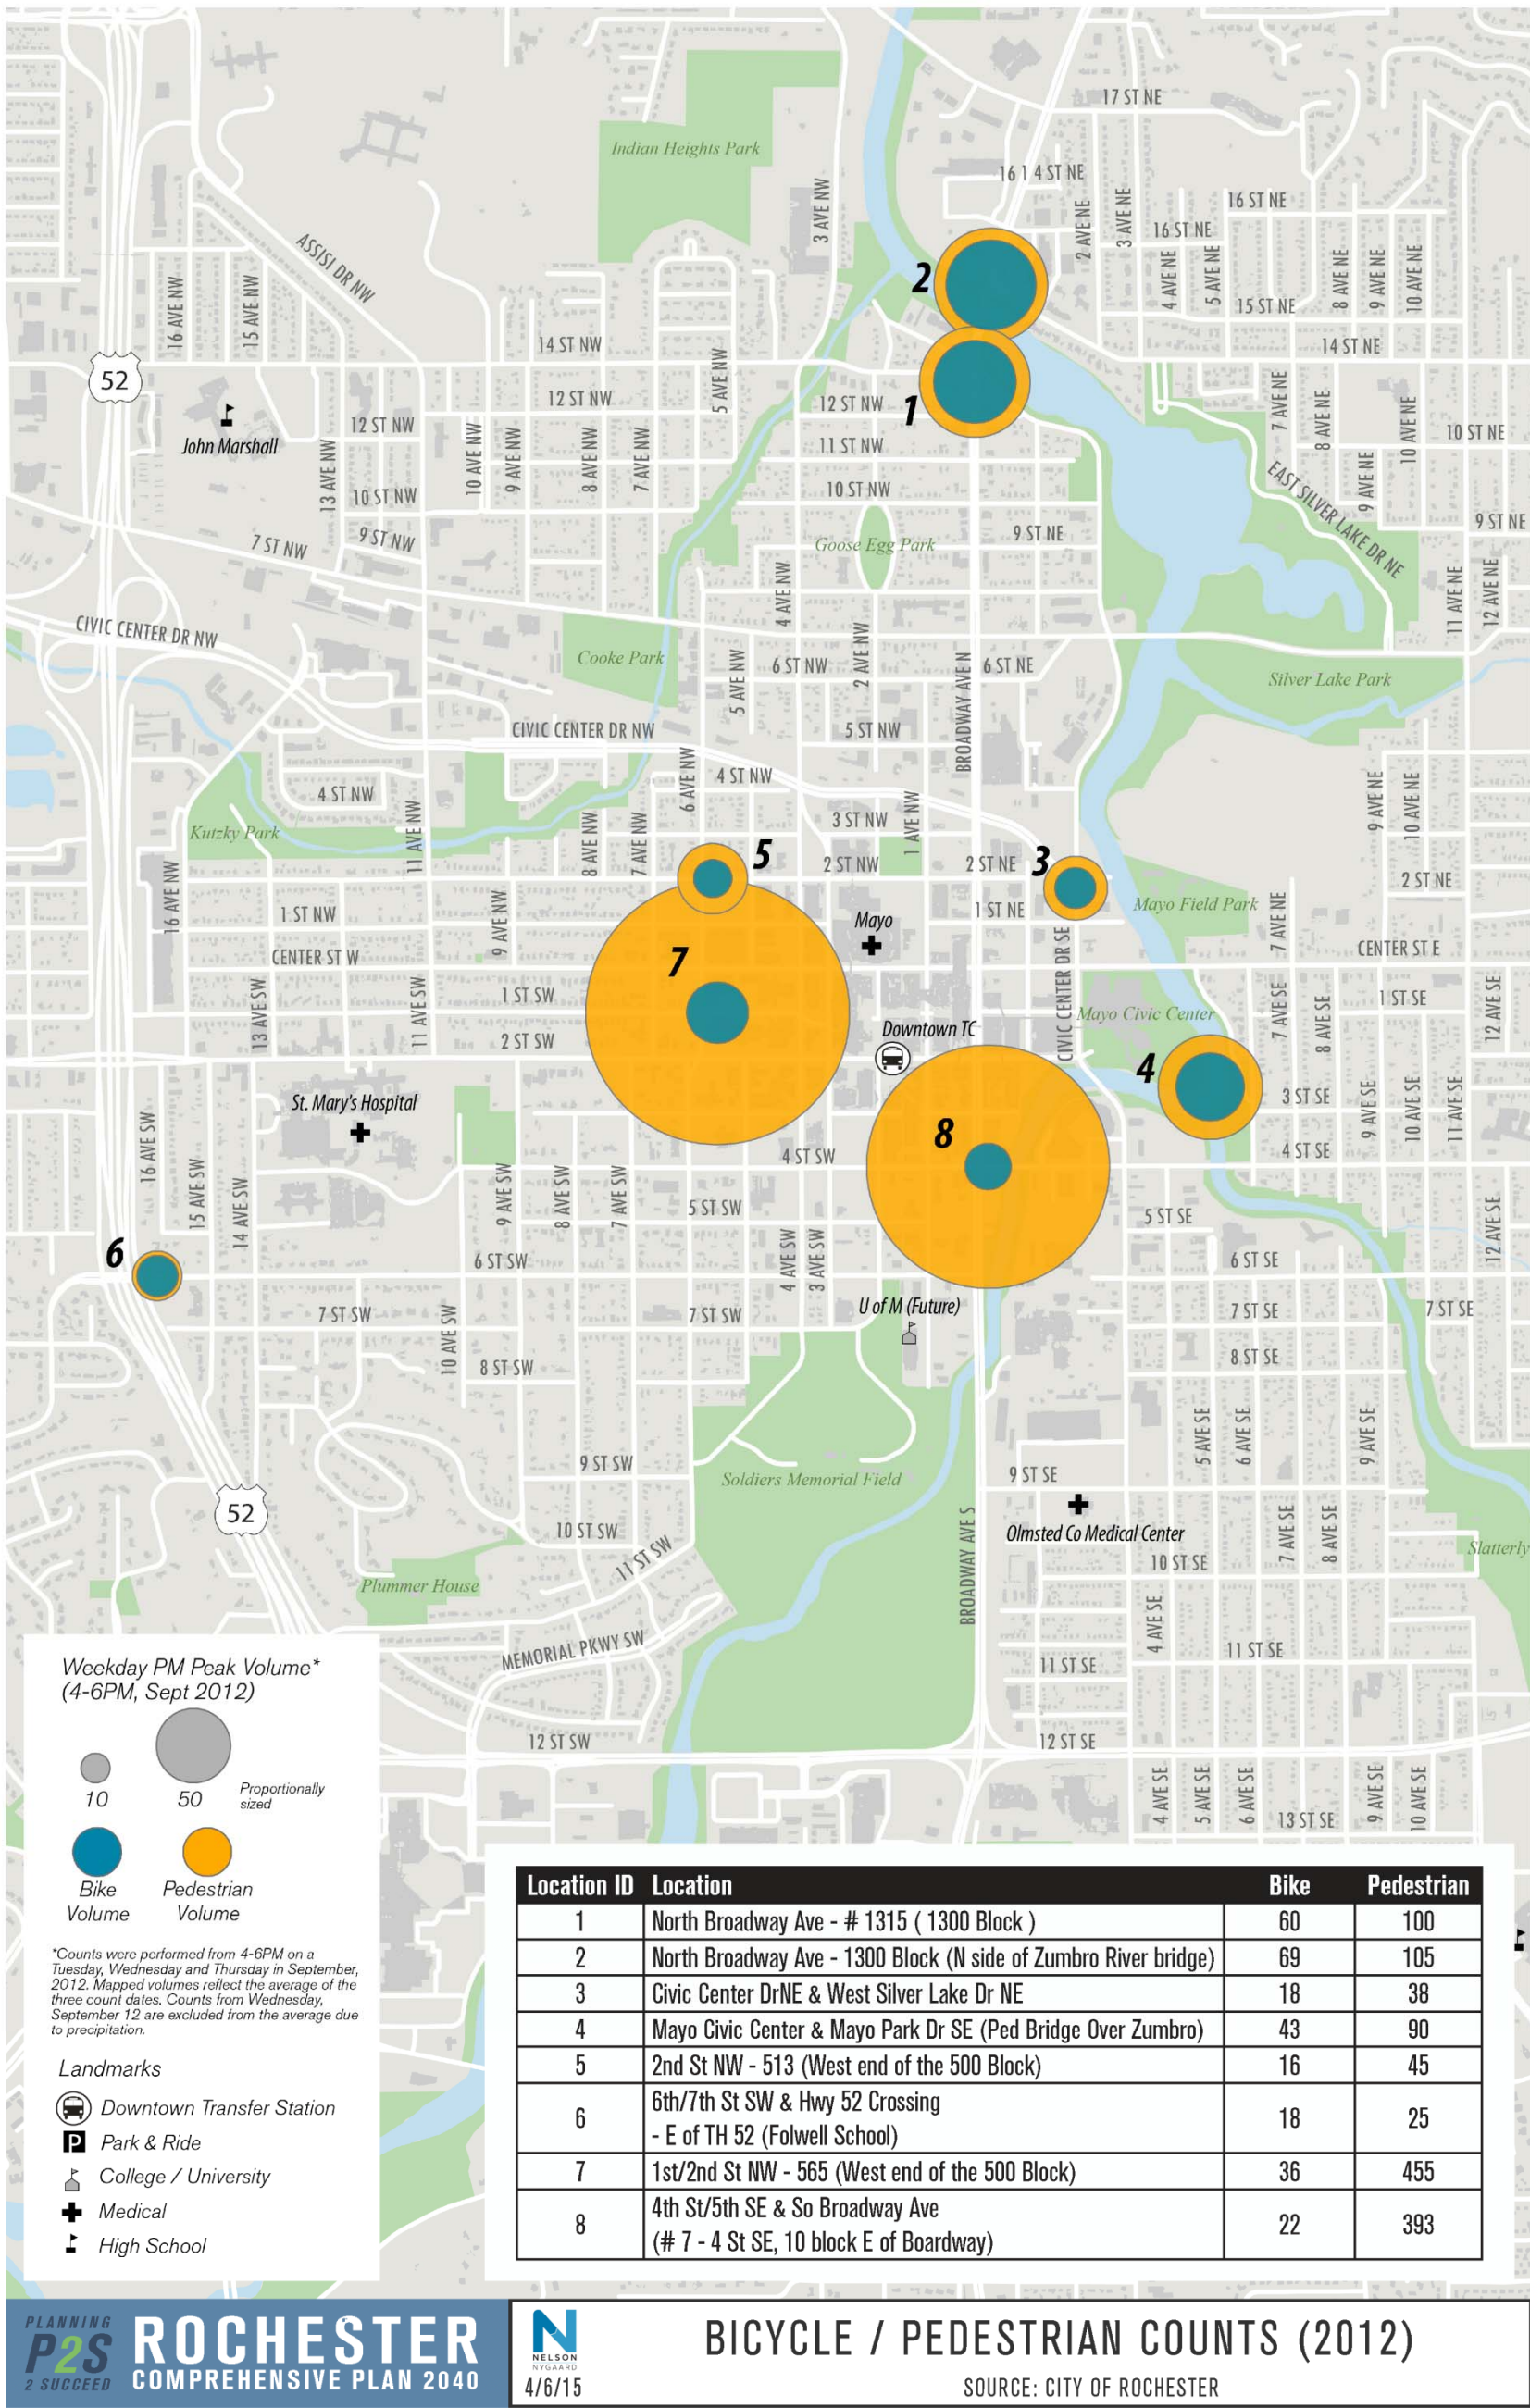 17 ST NE
Indian Heights Park
16 1 4 ST NE
3 AVE NW
2 AVE NE
3 AVE NE
16 ST NE
16 ST NE
ASSISI DR NW
4 AVE NE
5 AVE NE
8 AVE NE
9 AVE NE
10 AVE NE
2
16 AVE NW
15 AVE NW
15 ST NE
14 ST NW
14 ST NE
52
5 AVE NW
12 ST NW
12 ST NW
1
7 AVE NE
8 AVE NE
10 AVE NE
John Marshall
12 ST NW
11 ST NW
10 ST NE
13 AVE NW
10 AVE NW
9 AVE NW
8 AVE NW
7 AVE NW
9 AVE NE
10 ST NW
10 ST NW
EAST SILVER LAKE DR NE
7 ST NW
9 ST NW
Goose Egg Park
9 ST NE
9 ST NE
4 AVE NW
11 AVE NE
12 AVE NE
CIVIC CENTER DR NW
Cooke Park
5 AVE NW
6 ST NW
2 AVE NW
BROADWAY AVE N
6 ST NE
Silver Lake Park
CIVIC CENTER DR NW
5 ST NW
6 AVE NW
4 ST NW
4 ST NW
9 AVE NE
10 AVE NE
Kutzky Park
11 AVE NW
8 AVE NW
7 AVE NW
3 ST NW
1 AVE NW
5
2 ST NW
2 ST NE
3
2 ST NE
16 AVE NW
1 ST NW
9 AVE NW
Mayo
1 ST NE
Mayo Field Park
7 AVE NE
CENTER ST W
7
CIVIC CENTER DR SE
CENTER ST E
13 AVE SW
11 AVE SW
1 ST SW
2 ST SW
Downtown TC
Mayo Civic Center
7 AVE SE
8 AVE SE
1 ST SE
12 AVE SE
4
St. Mary's Hospital
8
3 ST SE
9 AVE SE
10 AVE SE
11 AVE SE
16 AVE SW
15 AVE SW
14 AVE SW
4 ST SW
4 ST SE
9 AVE SW
8 AVE SW
7 AVE SW
5 ST SW
5 ST SE
12 AVE SE
6
6 ST SW
4 AVE SW
3 AVE SW
6 ST SE
7 ST SW
10 AVE SW
7 ST SW
U of M (Future)
7 ST SE
7 ST SE
8 ST SW
8 ST SE
5 AVE SE
6 AVE SE
9 AVE SE
9 ST SW
Soldiers Memorial Field
9 ST SE
52
10 ST SW
11 ST SW
BROADWAY AVE S
Olmsted Co Medical Center
7 AVE SE
8 AVE SE
Slatterly
10 ST SE
Plummer House
4 AVE SE
MEMORIAL PKWY SW
11 ST SE
11 ST SE
12 ST SW
12 ST SE
4 AVE SE
5 AVE SE
6 AVE SE
9 AVE SE
10 AVE SE
13 ST SE
Weekday PM Peak Volume*
(4-6PM, Sept 2012)
10
50
Proportionally
sized
Bike
Volume
Pedestrian
Volume
*Counts were performed from 4-6PM on a
Tuesday, Wednesday and Thursday in September,
2012. Mapped volumes reflect the average of the
three count dates. Counts from Wednesday,
September 12 are excluded from the average due
to precipitation.
Landmarks
Downtown Transfer Station
P Park & Ride
College / University
Medical
High School
Location ID Location Bike Pedestrian
1 North Broadway Ave - # 1315 ( 1300 Block ) 60 100
2 North Broadway Ave - 1300 Block (N side of Zumbro River bridge) 69 105
3 Civic Center DrNE & West Silver Lake Dr NE 18 38
4 Mayo Civic Center & Mayo Park Dr SE (Ped Bridge Over Zumbro) 43 90
5 2nd St NW - 513 (West end of the 500 Block) 16 45
6 6th/7th St SW & Hwy 52 Crossing
- E of TH 52 (Folwell School) 18 25
7 1st/2nd St NW - 565 (West end of the 500 Block) 36 455
8 4th St/5th SE & So Broadway Ave
(# 7 - 4 St SE, 10 block E of Boardway) 22 393
PLANNING
P2S
2 SUCCEED
ROCHESTER
COMPREHENSIVE PLAN 2040
N
NELSON
NYGAARD
4/6/15
BICYCLE / PEDESTRIAN COUNTS (2012)
SOURCE: CITY OF ROCHESTER